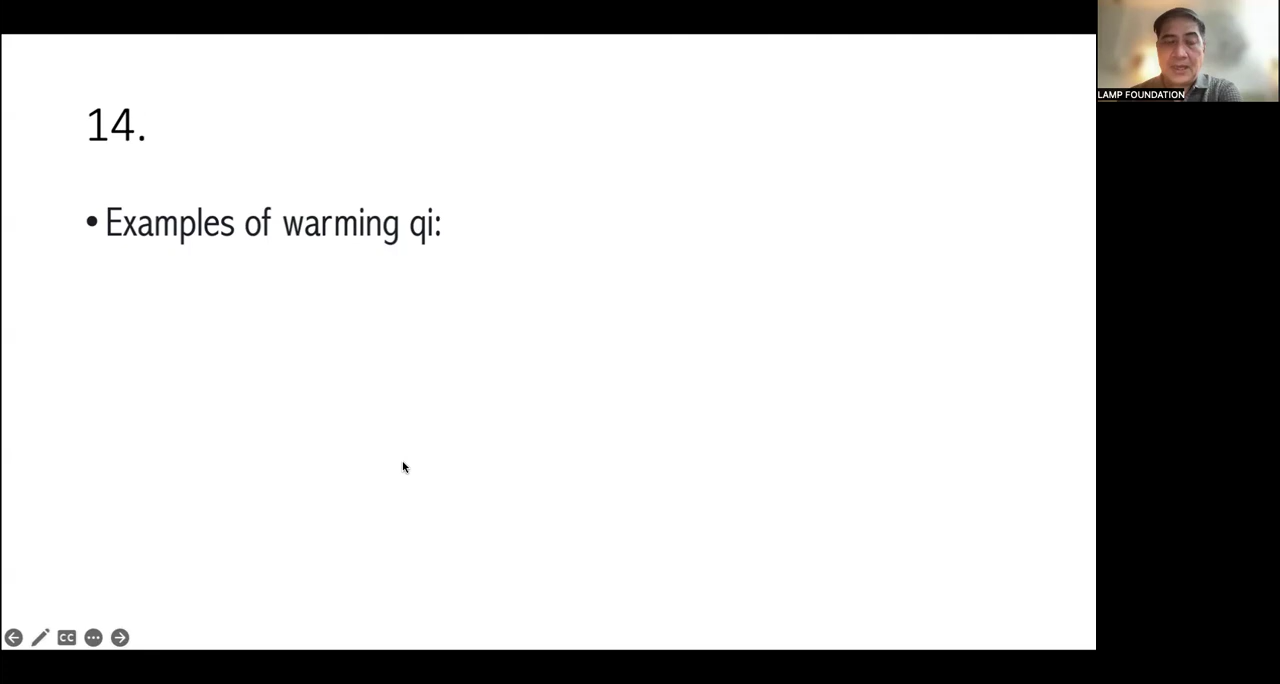 14.
• Examples of warming qi:
LAMP FOUNDATION
CC